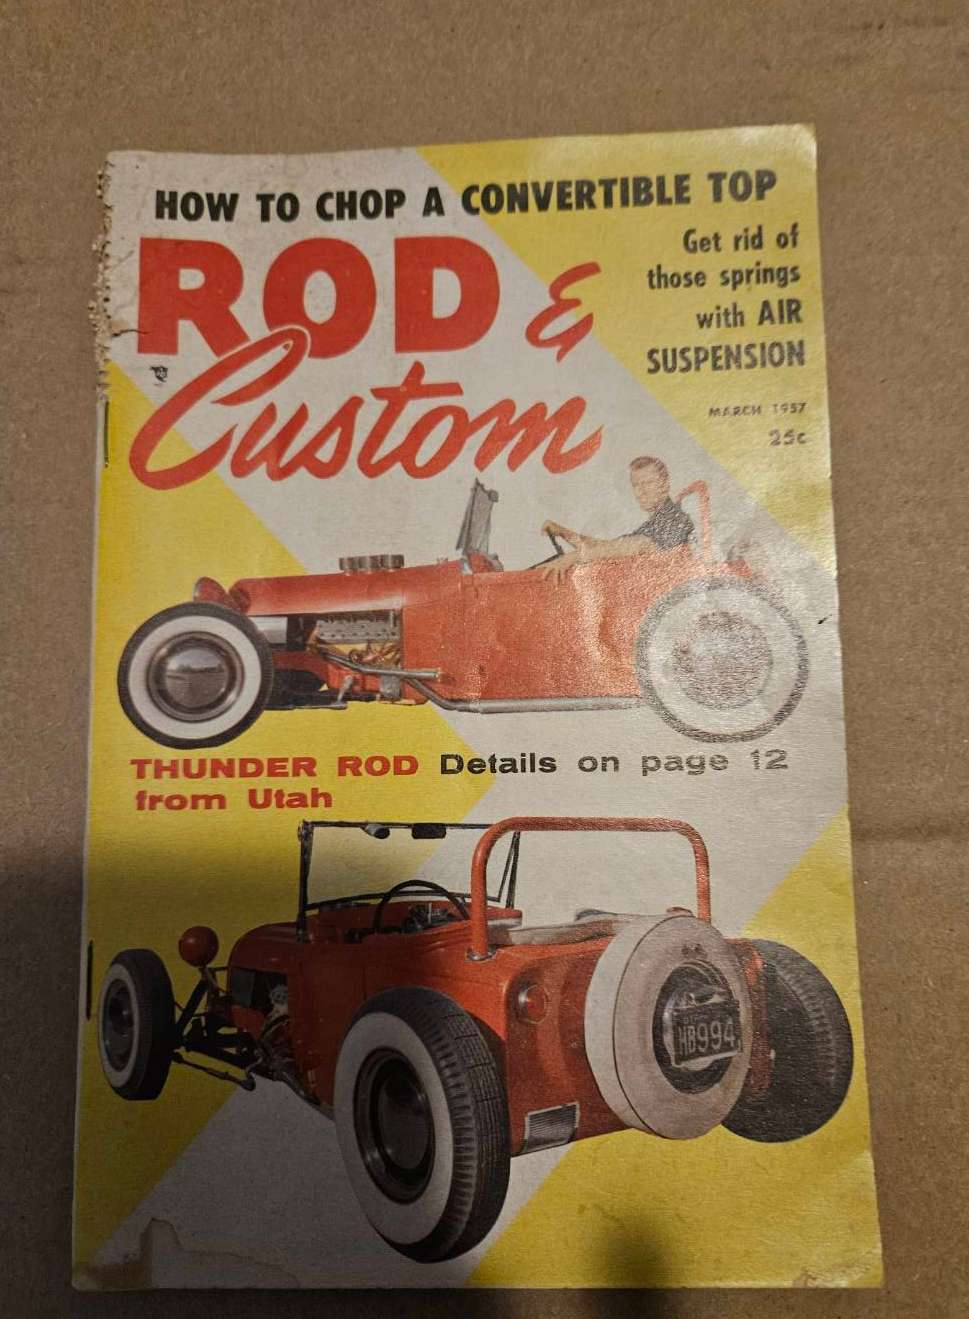 HOW TO CHOP A CONVERTIBLE TOP
ROD &
Custom
Get rid of
those springs
with AIR
SUSPENSION
MARCH 1957
25c
THUNDER ROD Details on page 12
from Utah
HB994